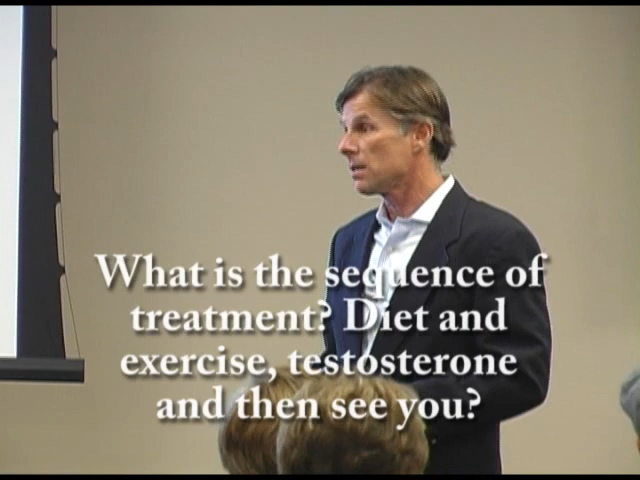 What is the sequence of
treatment? Diet and
exercise, testosterone
and then see you?